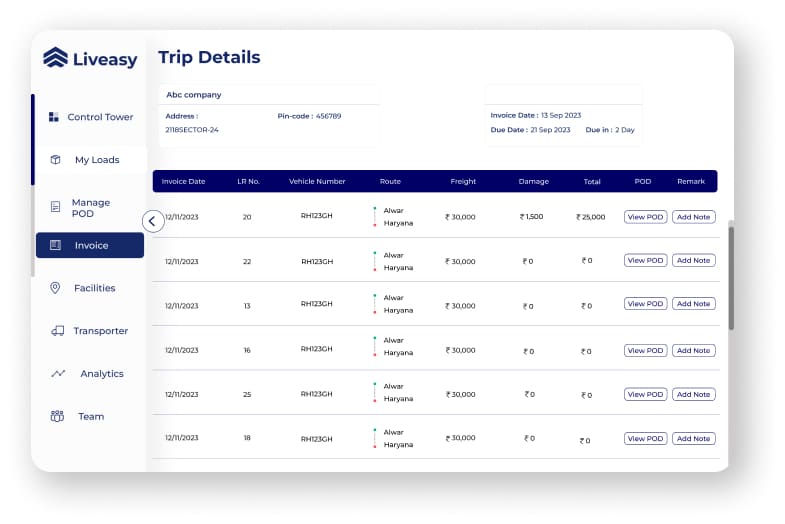 Liveasy
Trip Details
Control Tower
My Loads
Manage
POD
Invoice
Facilities
Transporter
Analytics
Team
Abc company
Address :
Pin-code : 456789
2118SECTOR-24
Invoice Date : 13 Sep 2023
Due Date : 21 Sep 2023 Due in : 2 Day
Invoice Date LR No. Vehicle Number Route Freight Damage Total POD Remark
12/11/2023 20 RH123GH Alwar Haryana ₹ 30,000 ₹ 1,500 ₹ 25,000 View POD Add Note
12/11/2023 22 RH123GH Alwar Haryana ₹ 30,000 ₹ 0 ₹ 0 View POD Add Note
12/11/2023 13 RH123GH Alwar Haryana ₹ 30,000 ₹ 0 ₹ 0 View POD Add Note
12/11/2023 16 RH123GH Alwar Haryana ₹ 30,000 ₹ 0 ₹ 0 View POD Add Note
12/11/2023 25 RH123GH Alwar Haryana ₹ 30,000 ₹ 0 ₹ 0 View POD Add Note
12/11/2023 18 RH123GH Alwar Haryana ₹ 30,000 ₹ 0 ₹ 0 View POD Add Note